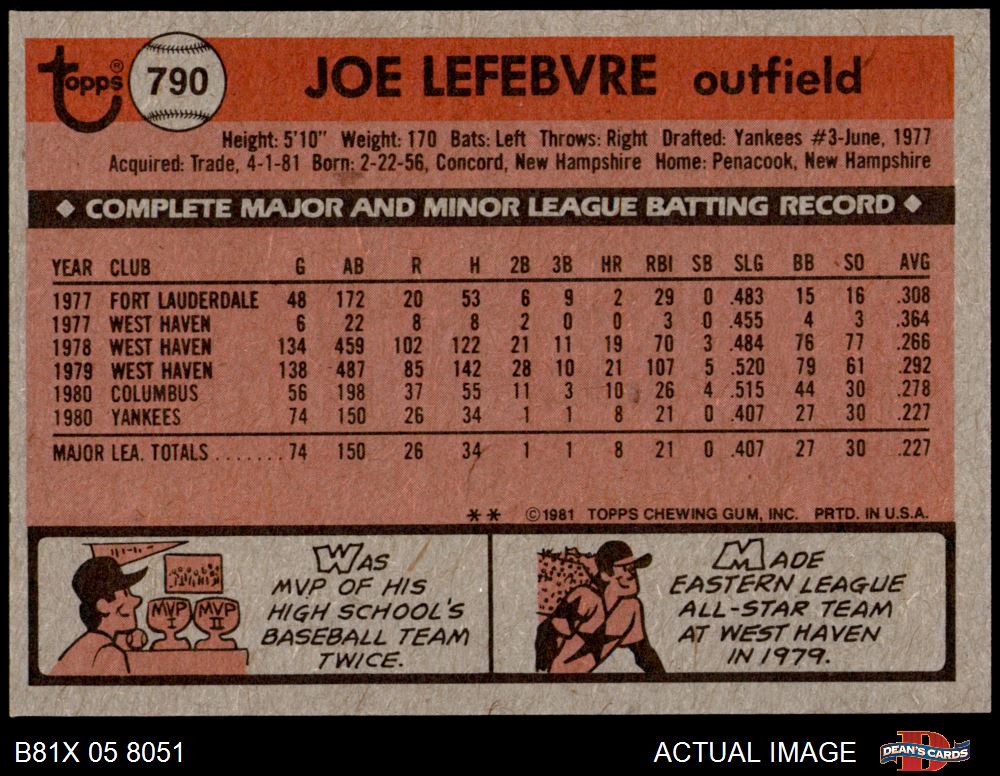 Topps® 790 JOE LEFEBVRE outfield
Height: 5'10" Weight: 170 Bats: Left Throws: Right Drafted: Yankees #3-June, 1977
Acquired: Trade, 4-1-81 Born: 2-22-56, Concord, New Hampshire Home: Penacook, New Hampshire
◆ COMPLETE MAJOR AND MINOR LEAGUE BATTING RECORD ◆
YEAR CLUB G AB R H 2B 3B HR RBI SB SLG BB SO AVG
1977 FORT LAUDERDALE 48 172 20 53 6 9 2 29 0 .483 15 16 .308
1977 WEST HAVEN 6 22 8 8 2 0 0 3 0 .455 4 3 .364
1978 WEST HAVEN 134 459 102 122 21 11 19 70 3 .484 76 77 .266
1979 WEST HAVEN 138 487 85 142 28 10 21 107 5 .520 79 61 .292
1980 COLUMBUS 56 198 37 55 11 3 10 26 4 .515 44 30 .278
1980 YANKEES 74 150 26 34 1 1 8 21 0 .407 27 30 .227
MAJOR LEA. TOTALS ....... 74 150 26 34 1 1 8 21 0 .407 27 30 .227
** ©1981 TOPPS CHEWING GUM, INC. PRTD. IN U.S.A.
MVP I MVP II
WAS
MVP OF HIS
HIGH SCHOOL'S
BASEBALL TEAM
TWICE.
MADE
EASTERN LEAGUE
ALL-STAR TEAM
AT WEST HAVEN
IN 1979.
B81X 05 8051 ACTUAL IMAGE DEAN'S CARDS